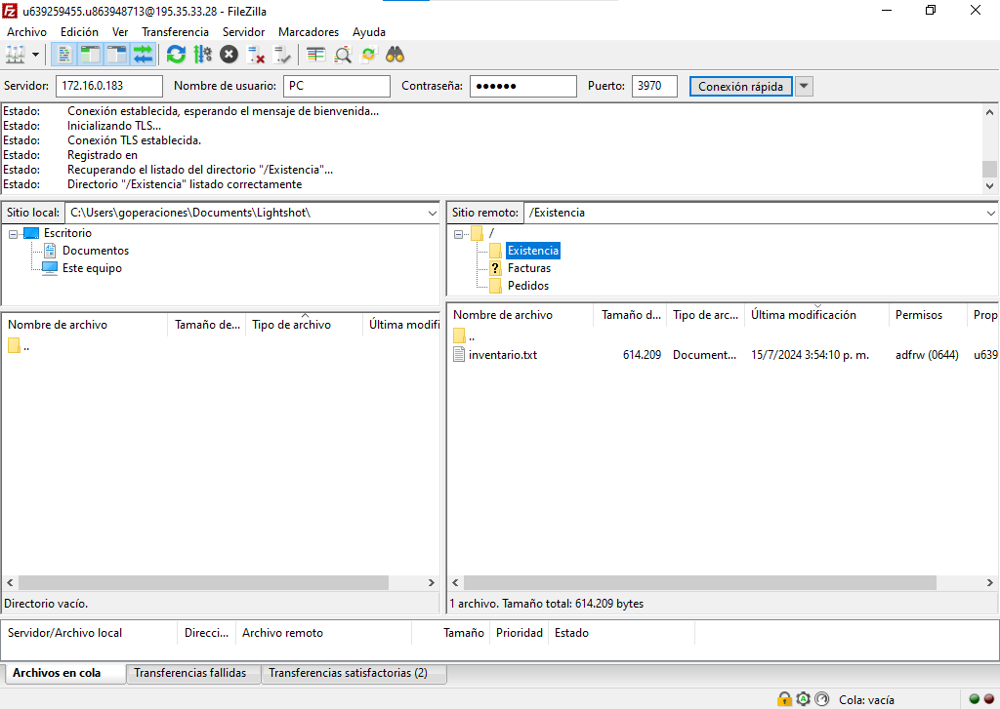 u639259455.u863948713@195.35.33.28 - FileZilla
Archivo Edición Ver Transferencia Servidor Marcadores Ayuda
Servidor: 172.16.0.183 Nombre de usuario: PC Contraseña: ●●●●●● Puerto: 3970 Conexión rápida
Estado: Conexión establecida, esperando el mensaje de bienvenida...
Estado: Inicializando TLS...
Estado: Conexión TLS establecida.
Estado: Registrado en
Estado: Recuperando el listado del directorio "/Existencia"...
Estado: Directorio "/Existencia" listado correctamente
Sitio local: C:\Users\goperaciones\Documents\Lightshot\
Escritorio
Documentos
Este equipo
Nombre de archivo Tamaño de... Tipo de archivo Última modifi
..
Directorio vacío.
Sitio remoto: /Existencia
/
Existencia
Facturas
Pedidos
Nombre de archivo Tamaño d... Tipo de arc... Última modificación Permisos Prop
..
inventario.txt 614.209 Document... 15/7/2024 3:54:10 p. m. adfrw (0644) u639
1 archivo. Tamaño total: 614.209 bytes
Servidor/Archivo local Direcci... Archivo remoto Tamaño Prioridad Estado
Archivos en cola Transferencias fallidas Transferencias satisfactorias (2)
Cola: vacía